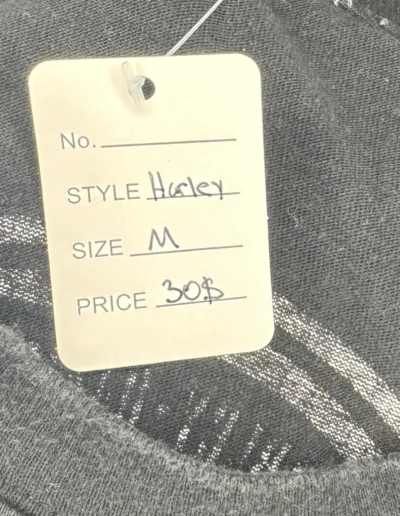 No.
STYLE Harley
SIZE M
PRICE 30$